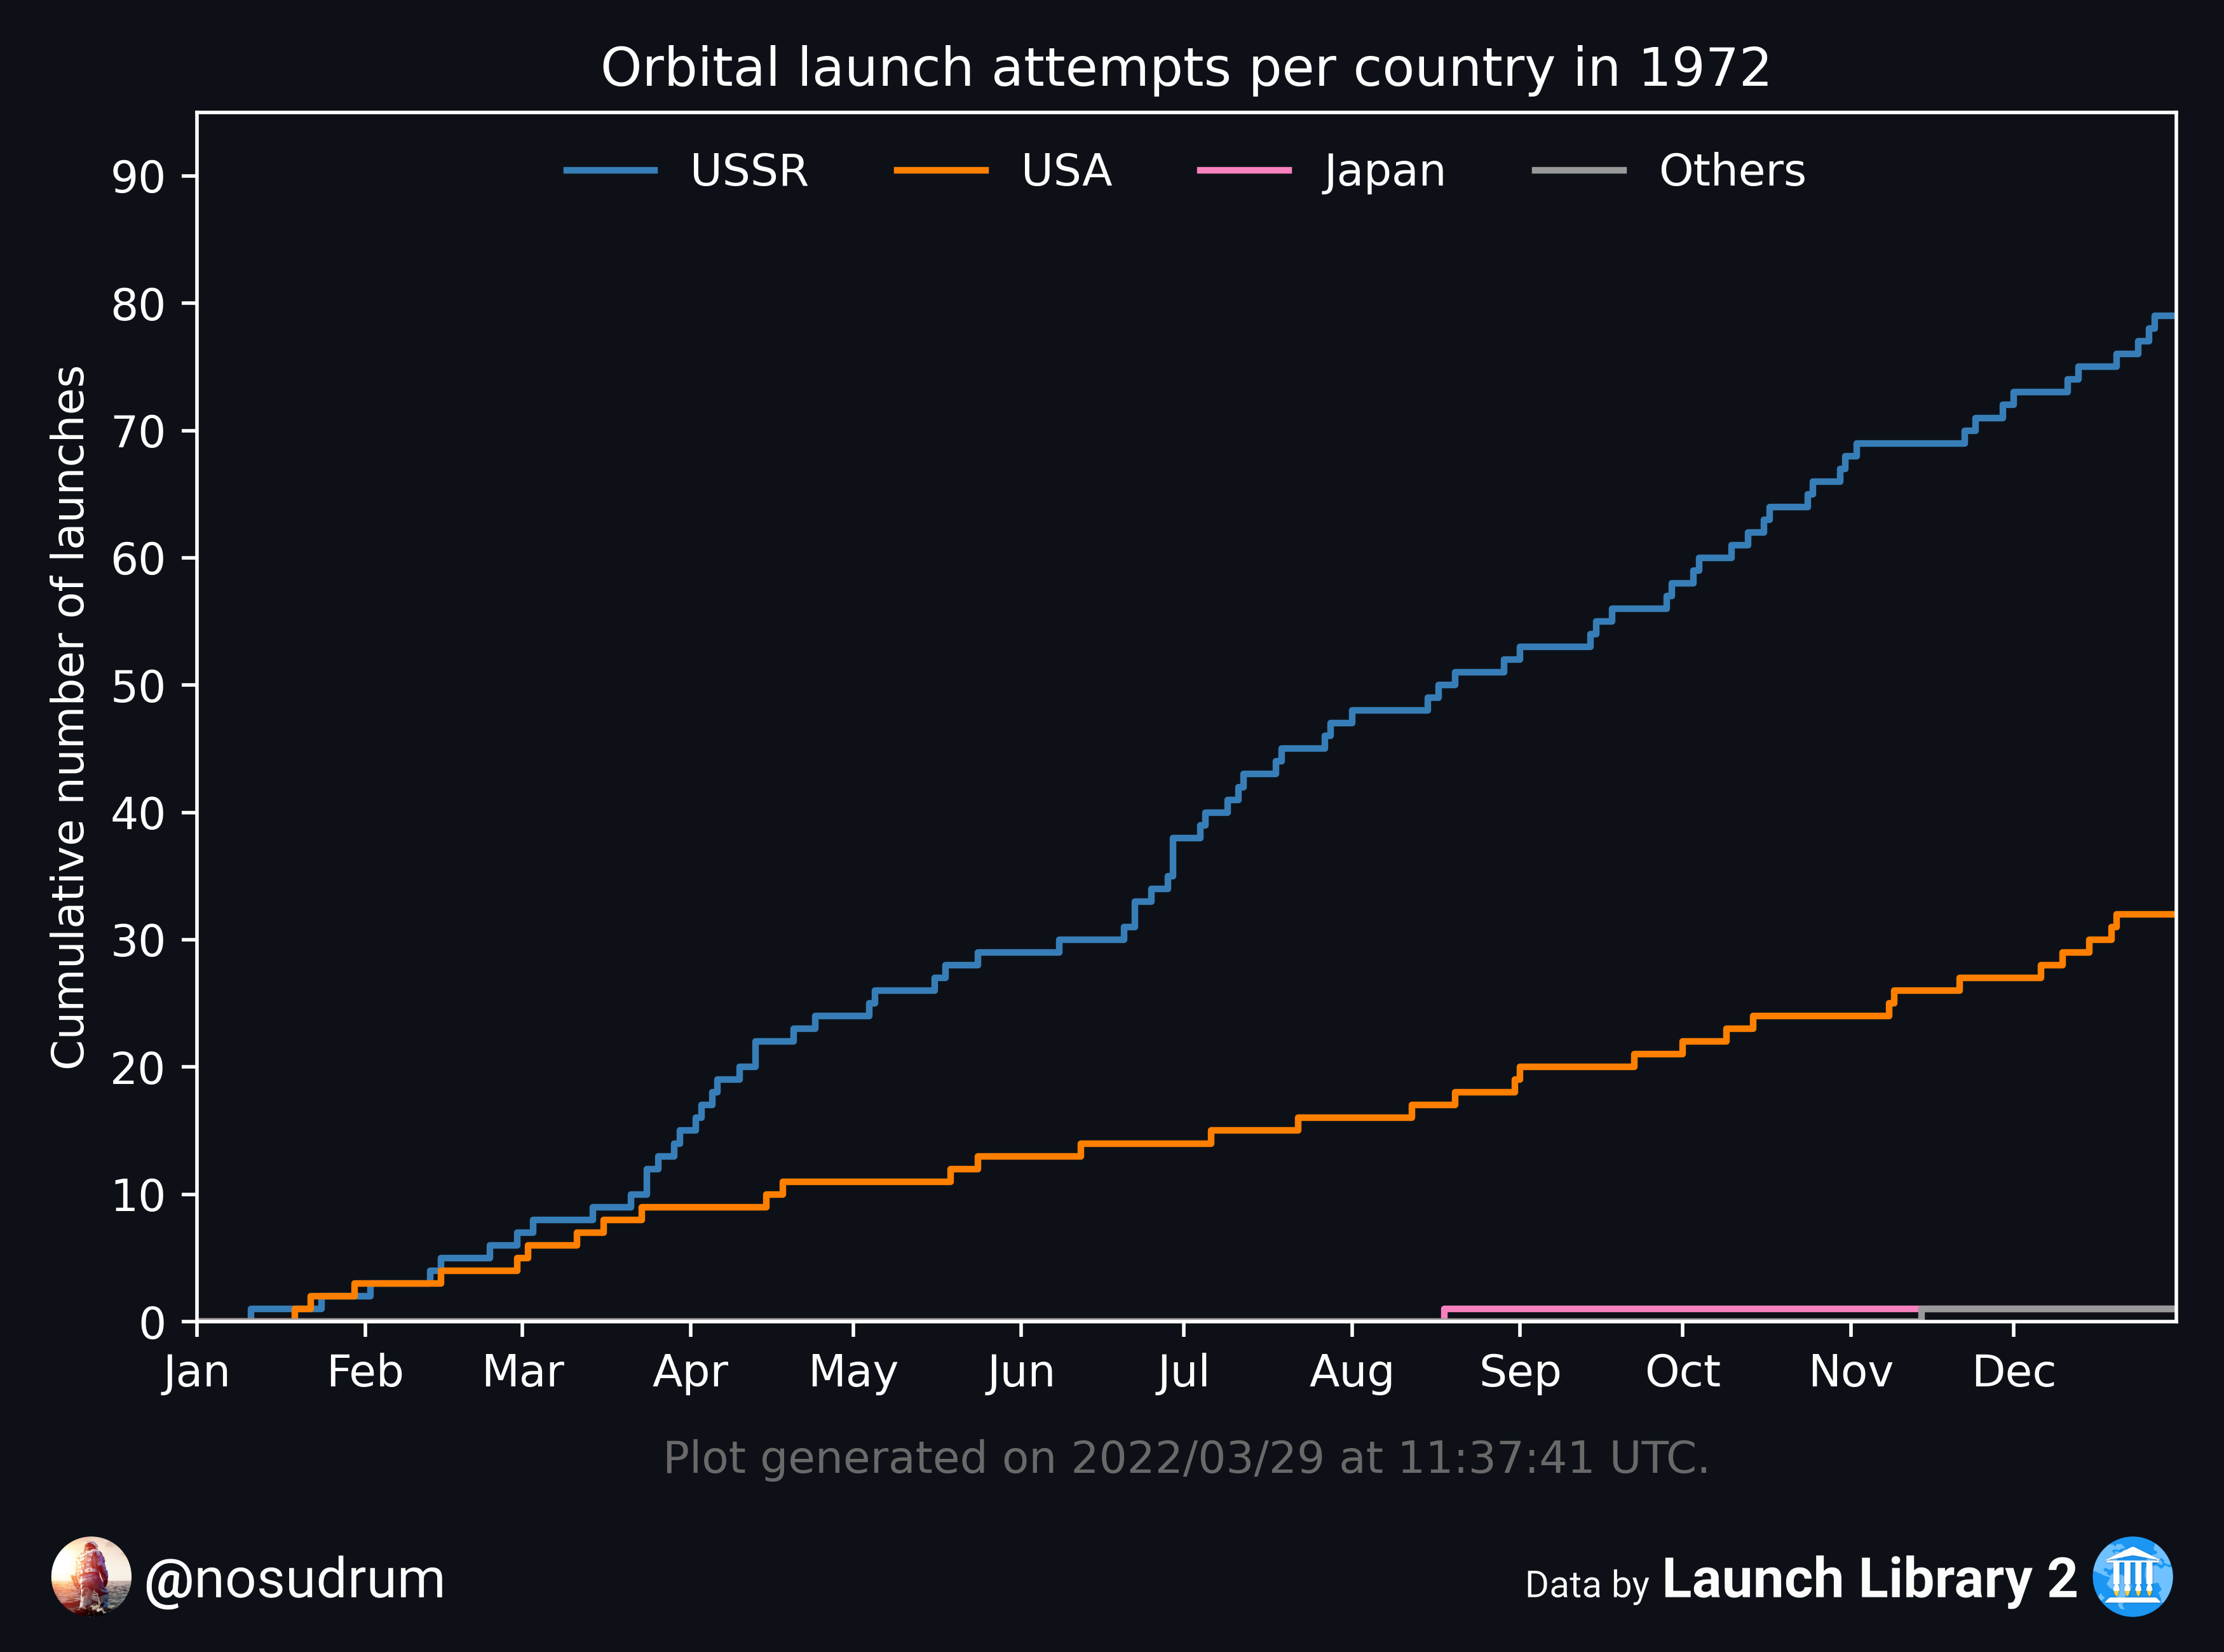 Orbital launch attempts per country in 1972
USSR USA Japan Others
Cumulative number of launches
90
80
70
60
50
40
30
20
10
0
Jan Feb Mar Apr May Jun Jul Aug Sep Oct Nov Dec
Plot generated on 2022/03/29 at 11:37:41 UTC.
@nosudrum
Data by Launch Library 2